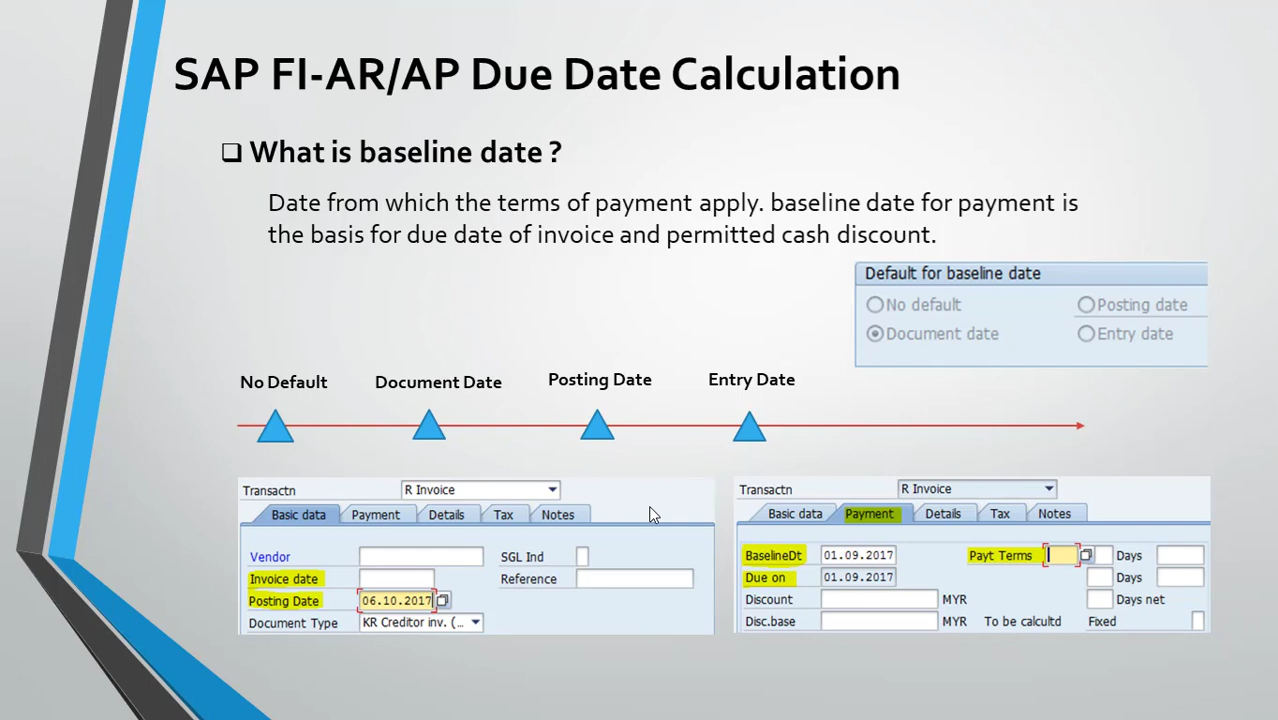 SAP FI-AR/AP Due Date Calculation
❑ What is baseline date ?
Date from which the terms of payment apply. baseline date for payment is
the basis for due date of invoice and permitted cash discount.
Default for baseline date
No default Posting date
Document date Entry date
No Default Document Date Posting Date Entry Date
Transactn R Invoice
Basic data Payment Details Tax Notes
Vendor SGL Ind
Invoice date Reference
Posting Date 06.10.2017
Document Type KR Creditor inv. (...
Transactn R Invoice
Basic data Payment Details Tax Notes
BaselineDt 01.09.2017 Payt Terms Days
Due on 01.09.2017 Days
Discount MYR Days net
Disc.base MYR To be calcultd Fixed